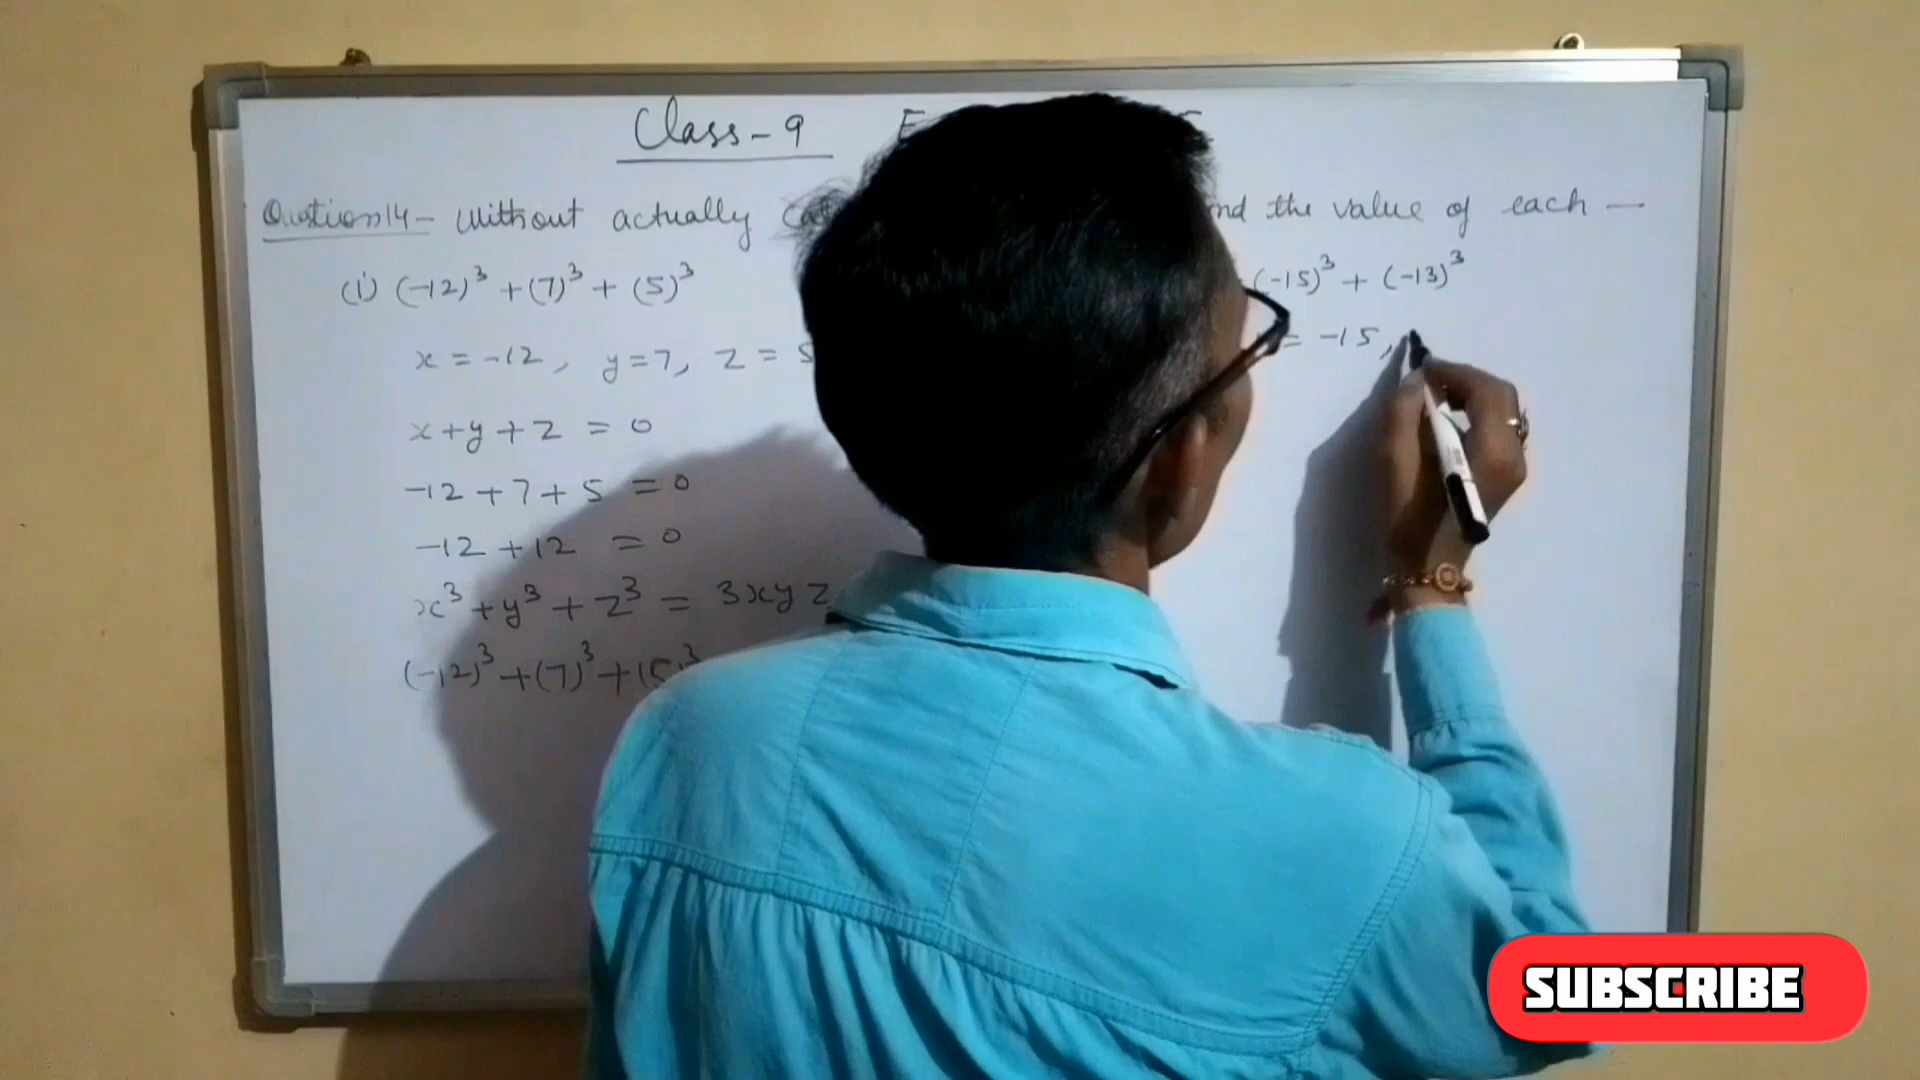 Class-9
Question14- Without actually nd the value of each —
(i) (-12)³ + (7)³ + (5)³
(-15)³ + (-13)³
x = -12, y=7, z = 5
= -15,
x+y+z = 0
-12+7+5 = 0
-12+12 = 0
x³+y³+z³ = 3xyz
(-12)³+(7)³+(5)³
SUBSCRIBE